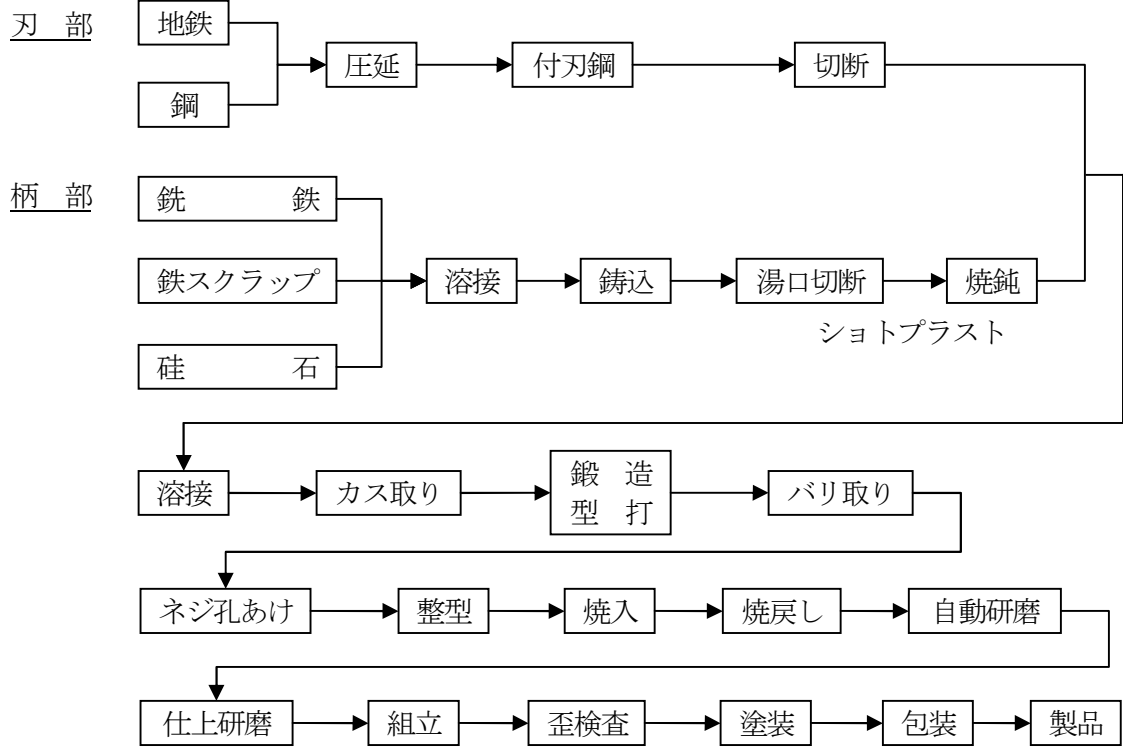 刃 部
地鉄
鋼
圧延
付刃鋼
切断
柄 部
銑 鉄
鉄スクラップ
硅 石
溶接
鋳込
湯口切断
焼鈍
ショトプラスト
溶接
カス取り
鍛 造
型 打
バリ取り
ネジ孔あけ
整型
焼入
焼戻し
自動研磨
仕上研磨
組立
歪検査
塗装
包装
製品